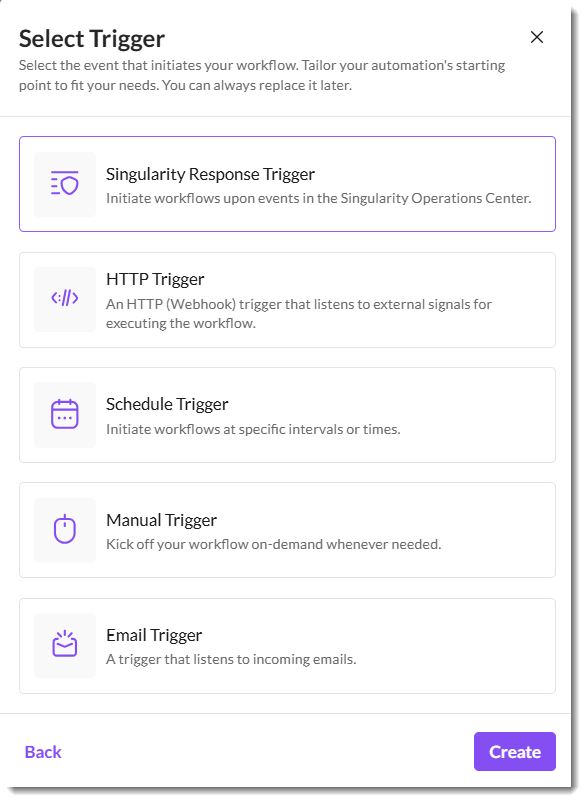 Select Trigger
Select the event that initiates your workflow. Tailor your automation's starting
point to fit your needs. You can always replace it later.
Singularity Response Trigger
Initiate workflows upon events in the Singularity Operations Center.
HTTP Trigger
An HTTP (Webhook) trigger that listens to external signals for
executing the workflow.
Schedule Trigger
Initiate workflows at specific intervals or times.
Manual Trigger
Kick off your workflow on-demand whenever needed.
Email Trigger
A trigger that listens to incoming emails.
Back
Create